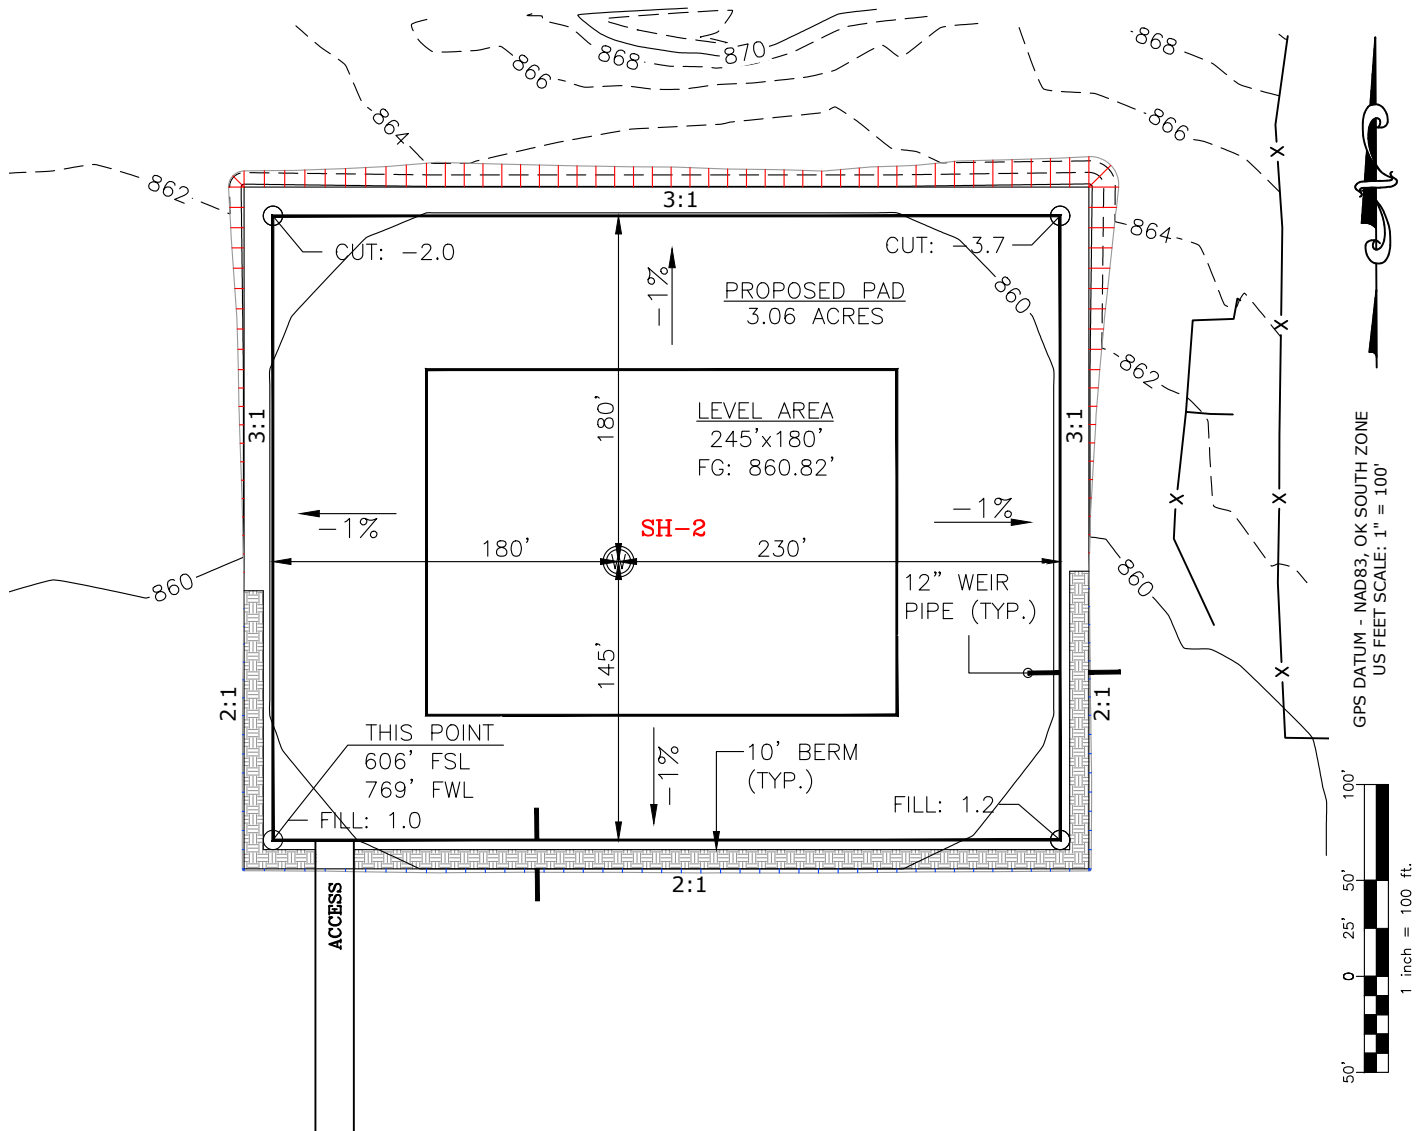 868
870
868
866
866
864
862
3:1
864
CUT: -2.0
CUT: -3.7
-1%
PROPOSED PAD
3.06 ACRES
860
862
180'
LEVEL AREA
245'x180'
FG: 860.82'
3:1
3:1
-1%
-1%
SH-2
180'
W
230'
860
860
12" WEIR
PIPE (TYP.)
145'
2:1
2:1
THIS POINT
606' FSL
769' FWL
-1%
10' BERM
(TYP.)
FILL: 1.0
FILL: 1.2
2:1
ACCESS
X
X
X
X
X
GPS DATUM - NAD83, OK SOUTH ZONE
US FEET SCALE: 1" = 100'
100'
50'
25'
0
50'
1 inch = 100 ft.